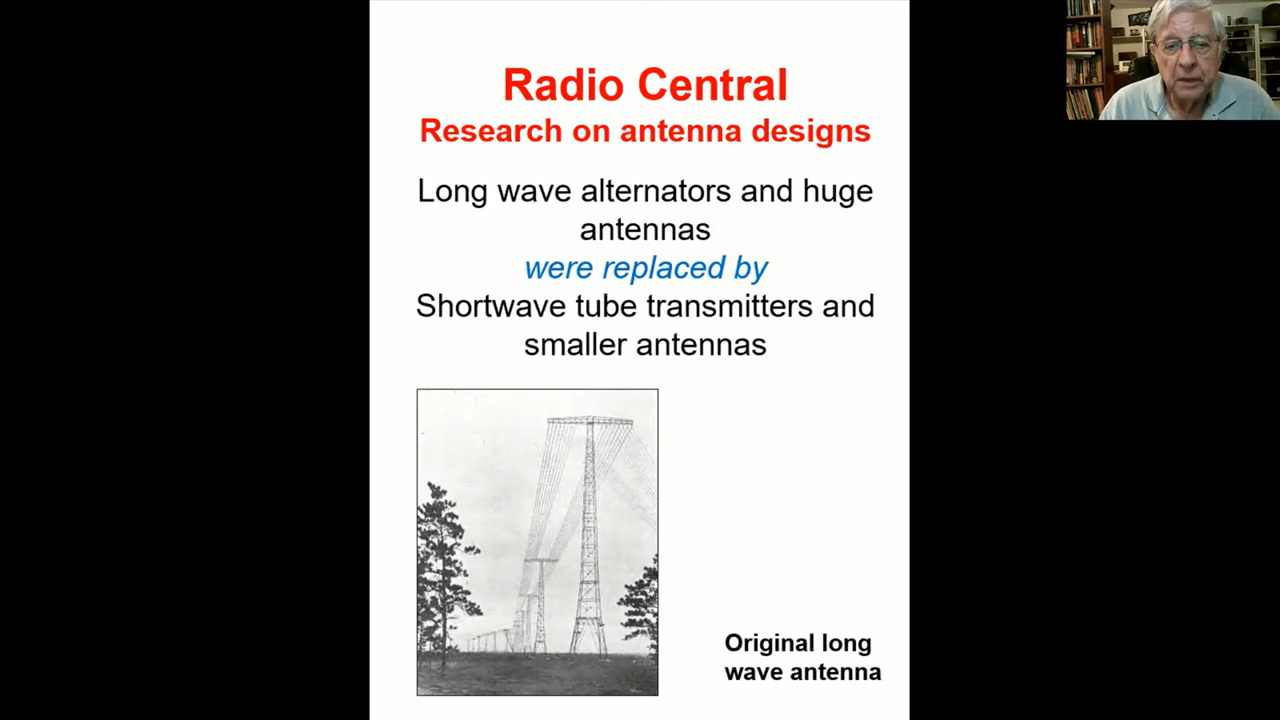 Radio Central
Research on antenna designs
Long wave alternators and huge
antennas
were replaced by
Shortwave tube transmitters and
smaller antennas
Original long
wave antenna